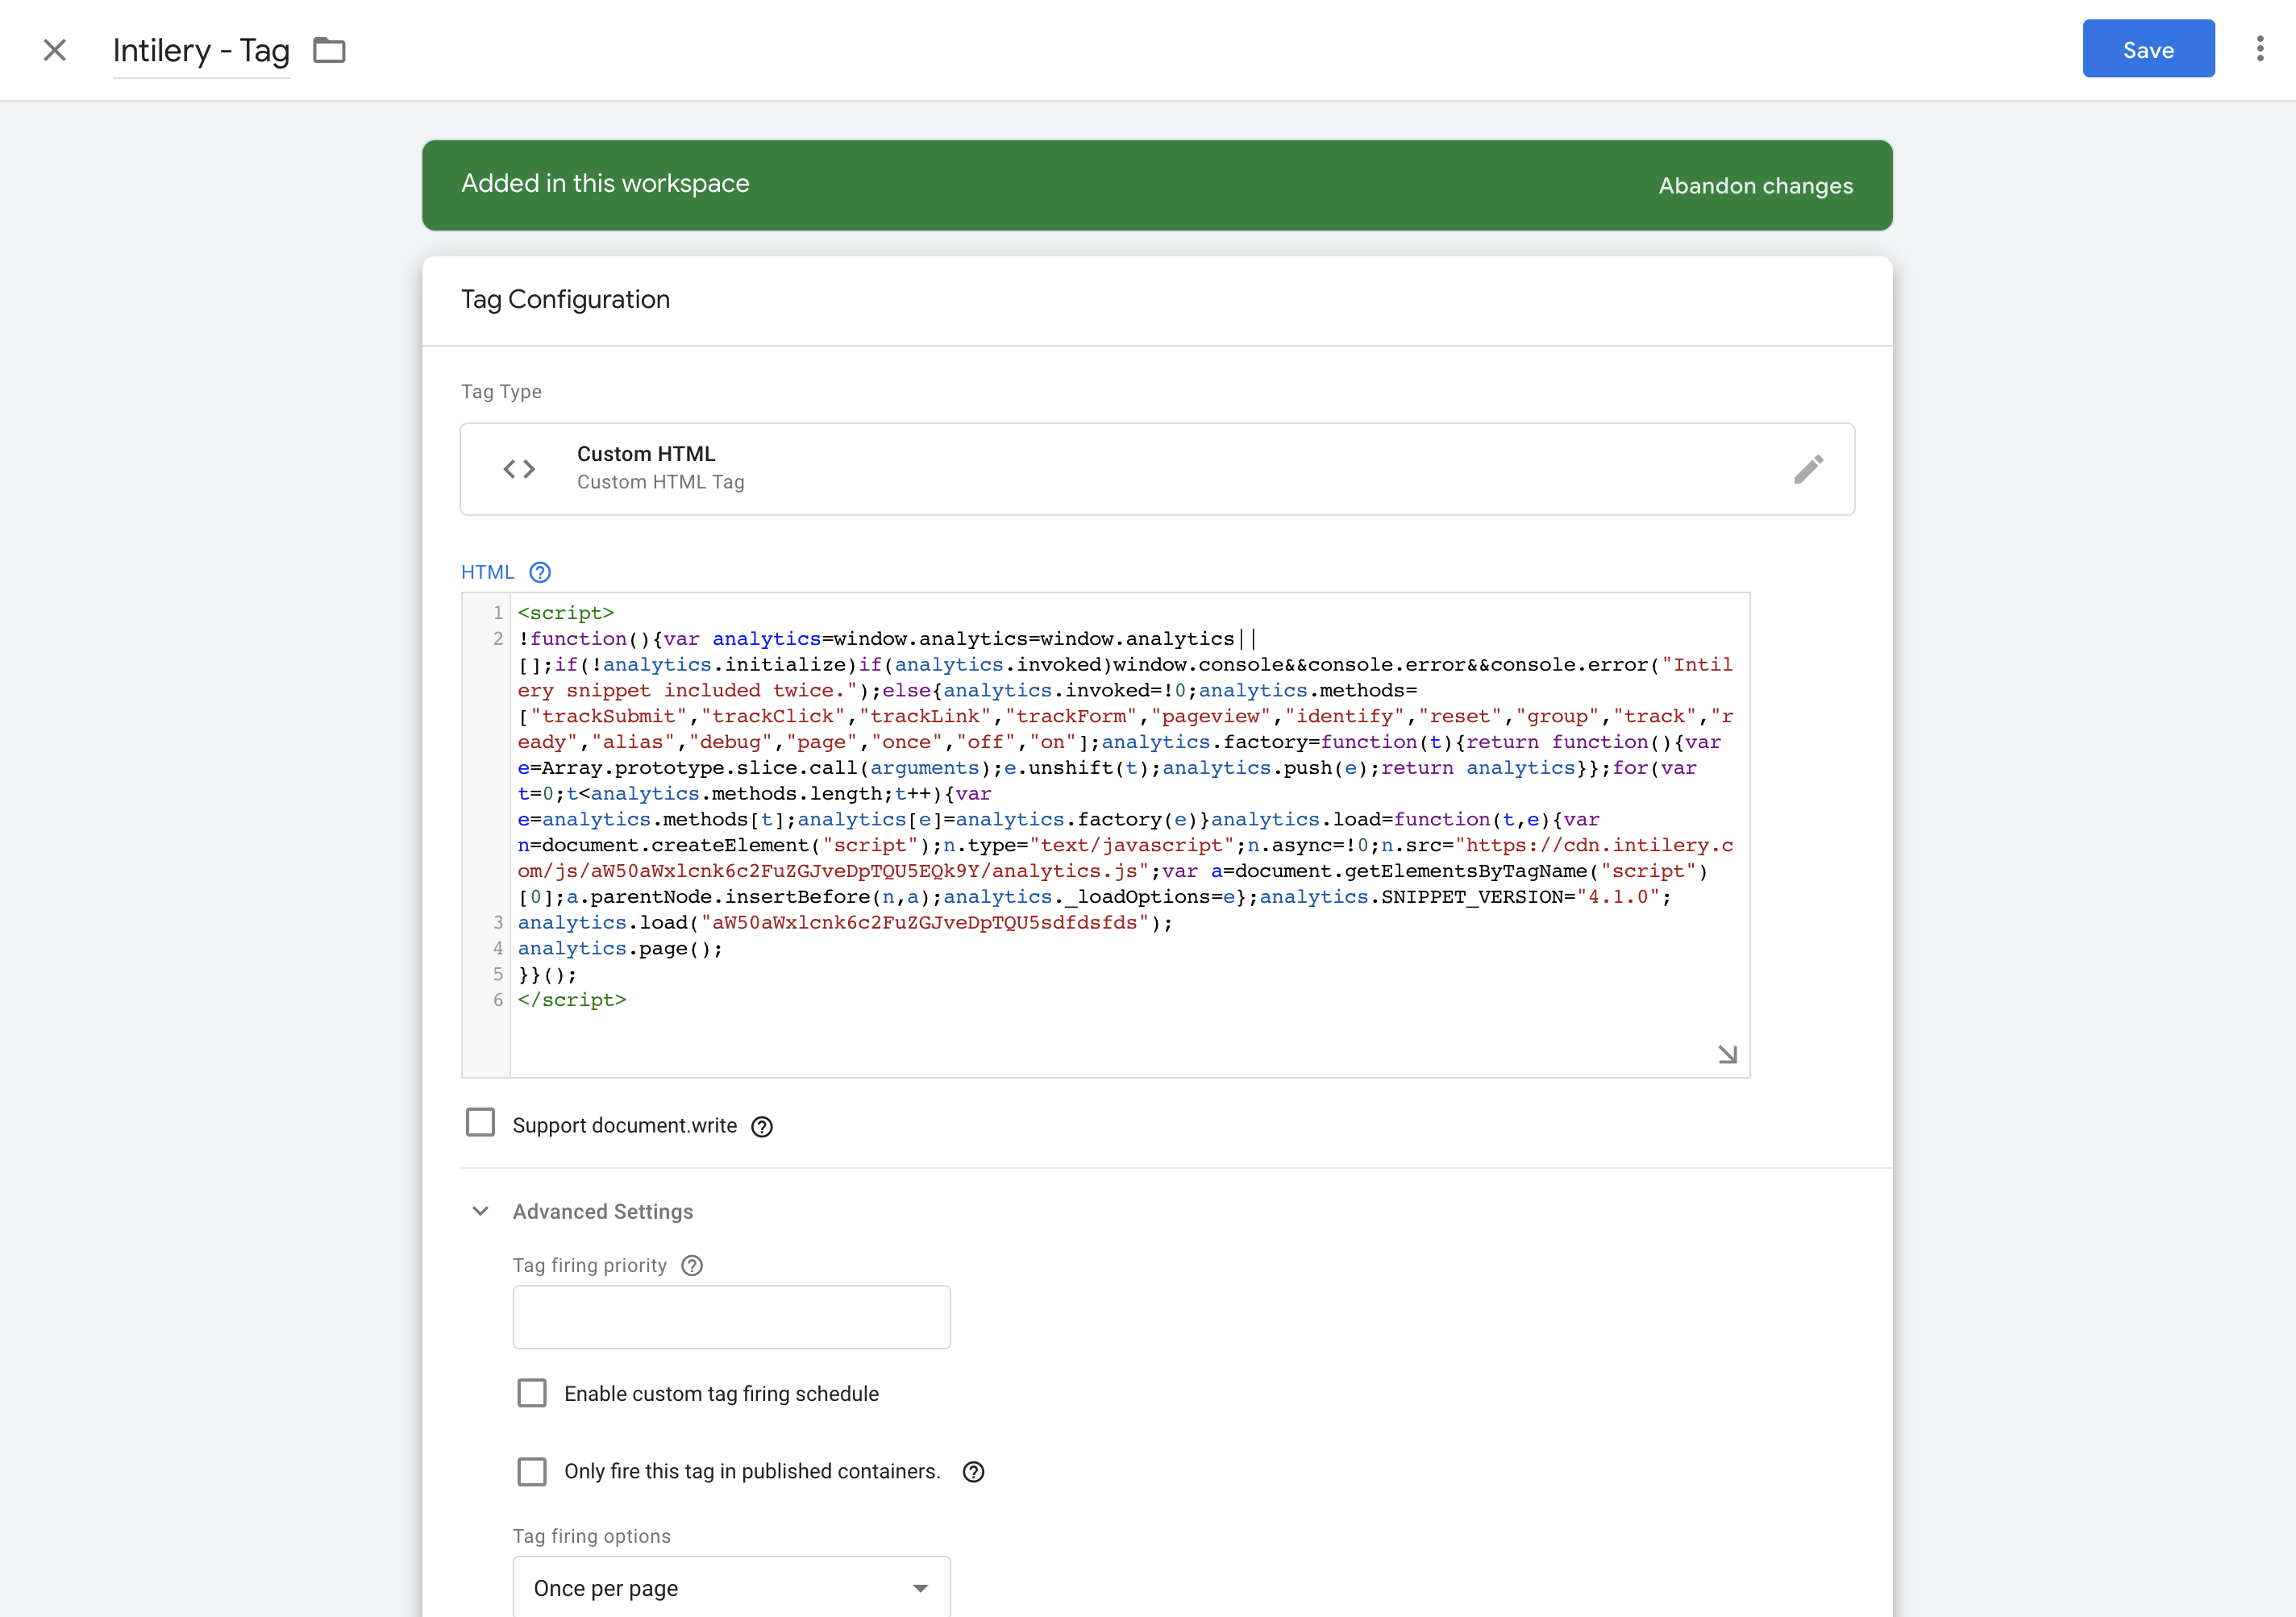 Intilery - Tag
Save
Added in this workspace
Abandon changes
Tag Configuration
Tag Type
Custom HTML
Custom HTML Tag
HTML
1 <script>
2 !function(){var analytics=window.analytics=window.analytics||
[];if(!analytics.initialize)if(analytics.invoked)window.console&&console.error&&console.error("Intil
ery snippet included twice.");else{analytics.invoked=!0;analytics.methods=
["trackSubmit","trackClick","trackLink","trackForm","pageview","identify","reset","group","track","r
eady","alias","debug","page","once","off","on"];analytics.factory=function(t){return function(){var
e=Array.prototype.slice.call(arguments);e.unshift(t);analytics.push(e);return analytics}};for(var
t=0;t<analytics.methods.length;t++){var
e=analytics.methods[t];analytics[e]=analytics.factory(e)}analytics.load=function(t,e){var
n=document.createElement("script");n.type="text/javascript";n.async=!0;n.src="https://cdn.intilery.c
om/js/aW50aWxlcnk6c2FuZGJveDpTQU5EQk9Y/analytics.js";var a=document.getElementsByTagName("script")
[0];a.parentNode.insertBefore(n,a);analytics._loadOptions=e};analytics.SNIPPET_VERSION="4.1.0";
3 analytics.load("aW50aWxlcnk6c2FuZGJveDpTQU5sdfdsfds");
4 analytics.page();
5 }}();
6 </script>
Support document.write
Advanced Settings
Tag firing priority
Enable custom tag firing schedule
Only fire this tag in published containers.
Tag firing options
Once per page